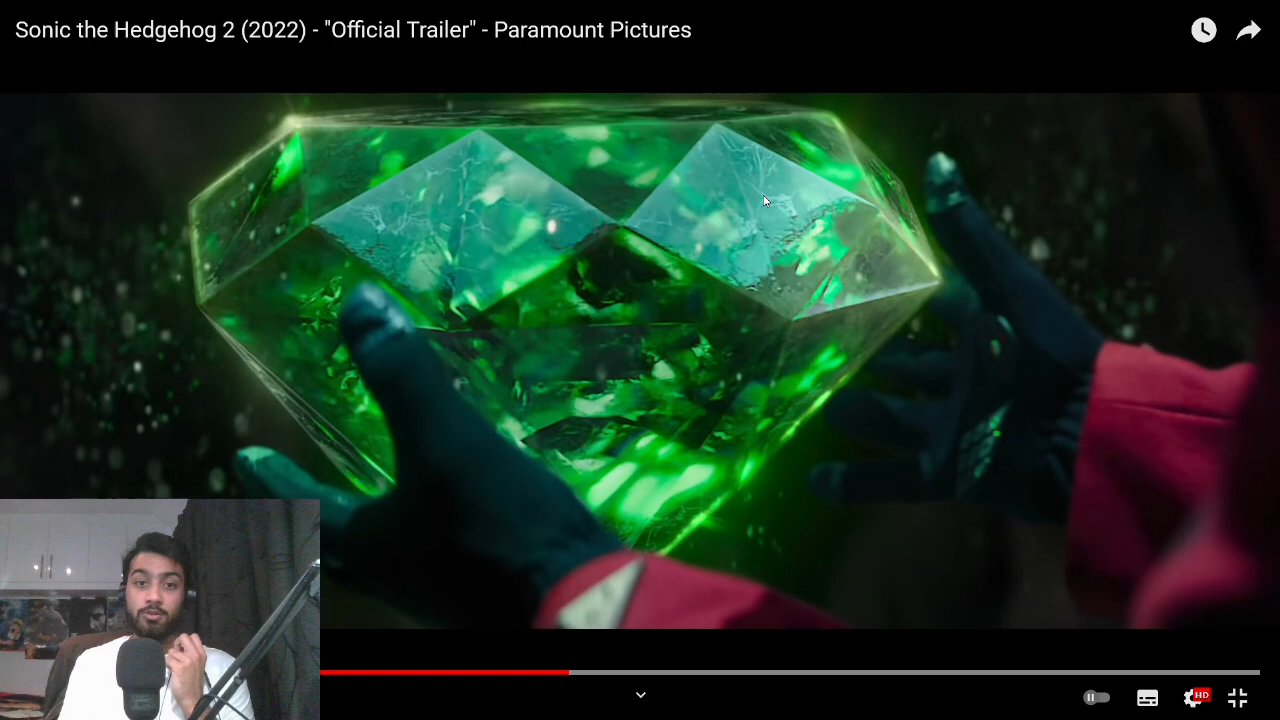 Sonic the Hedgehog 2 (2022) - "Official Trailer" - Paramount Pictures
HD